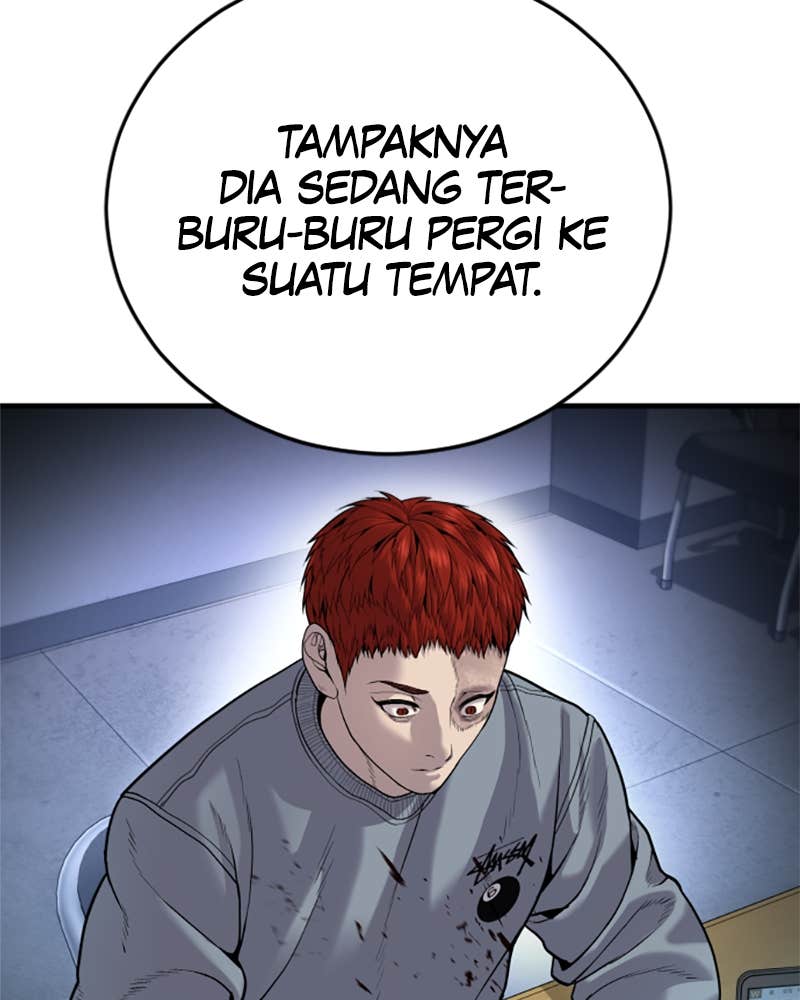 TAMPAKNYA
DIA SEDANG TER-
BURU-BURU PERGI KE
SUATU TEMPAT.